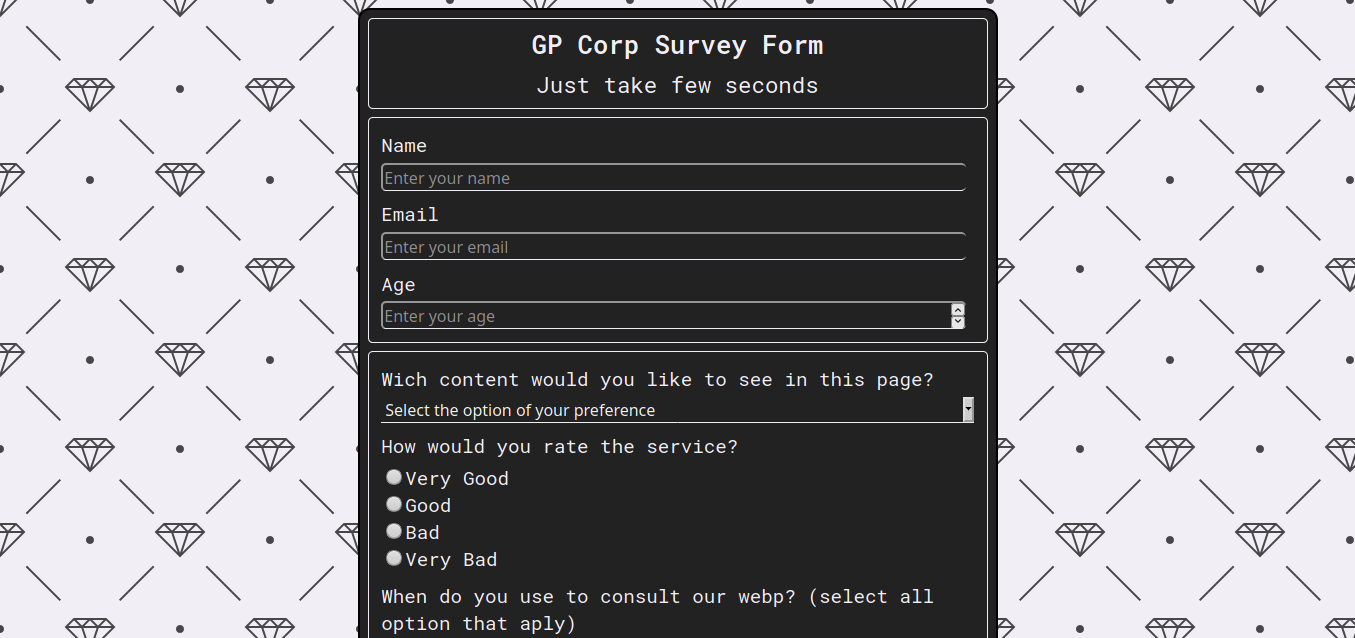 GP Corp Survey Form
Just take few seconds
Name
Enter your name
Email
Enter your email
Age
Enter your age
Wich content would you like to see in this page?
Select the option of your preference
How would you rate the service?
Very Good
Good
Bad
Very Bad
When do you use to consult our webp? (select all
option that aply)